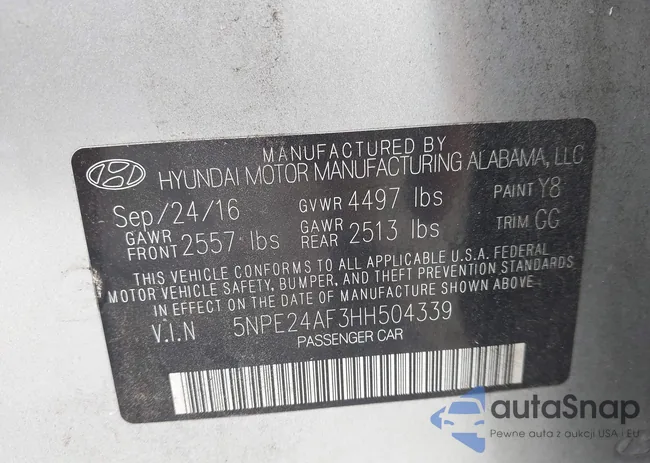 MANUFACTURED BY
HYUNDAI MOTOR MANUFACTURING ALABAMA, LLC
Sep/24/16 GVWR 4497 lbs PAINT Y8
GAWR FRONT 2557 lbs GAWR REAR 2513 lbs TRIM GG
THIS VEHICLE CONFORMS TO ALL APPLICABLE U.S.A. FEDERAL
MOTOR VEHICLE SAFETY, BUMPER, AND THEFT PREVENTION STANDARDS
IN EFFECT ON THE DATE OF MANUFACTURE SHOWN ABOVE.
V.I.N 5NPE24AF3HH504339
PASSENGER CAR
autaSnap
Pewne auta z aukcji USA i EU